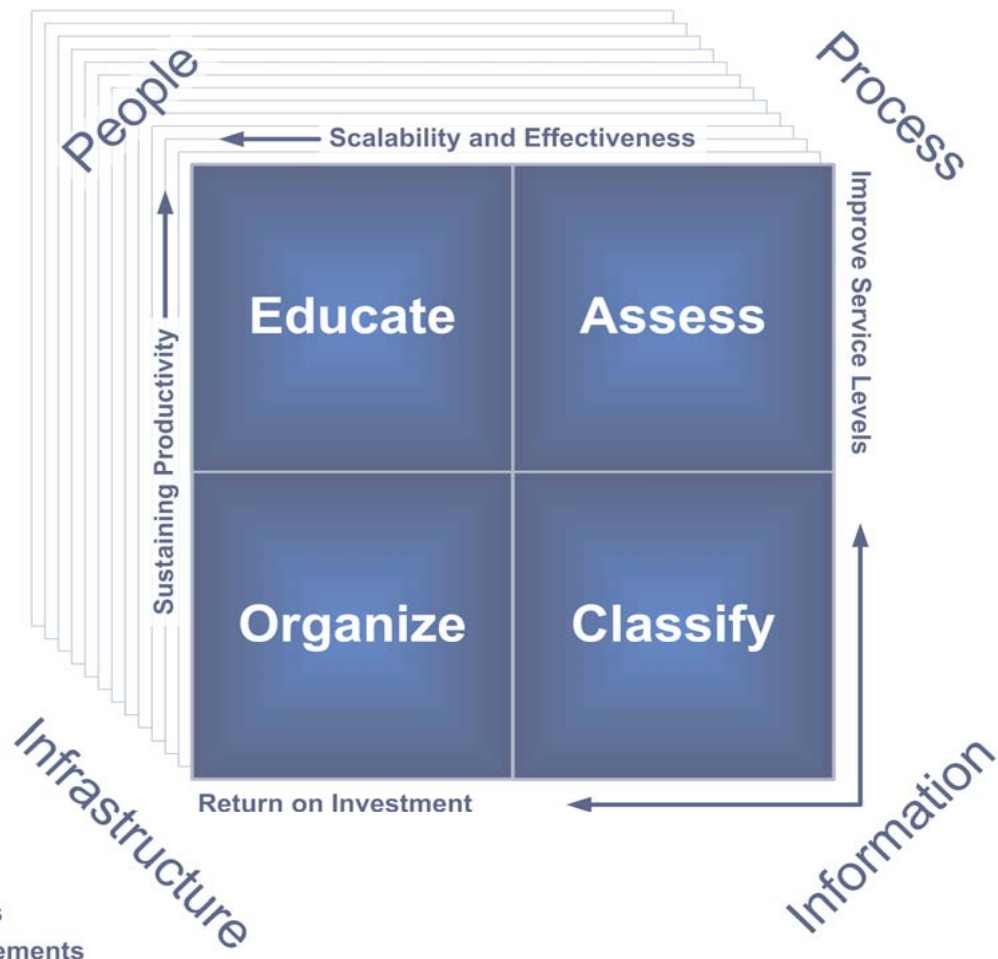 People
Process
Scalability and Effectiveness
Improve Service Levels
Sustaining Productivity
Educate
Assess
Organize
Classify
Return on Investment
Infrastructure
Information